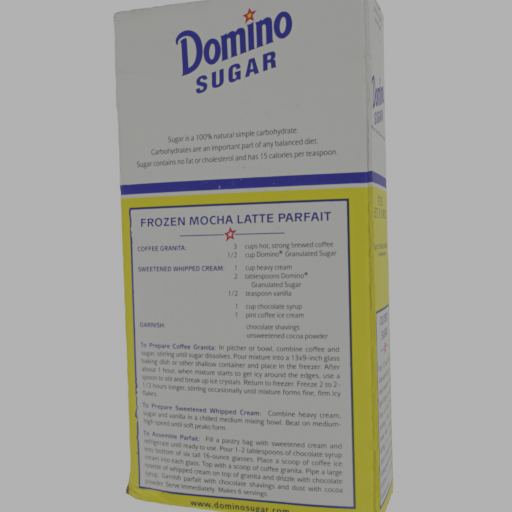 Domino
SUGAR
Sugar is a 100% natural simple carbohydrate.
Carbohydrates are an important part of any balanced diet.
Sugar contains no fat or cholesterol and has 15 calories per teaspoon.
FROZEN MOCHA LATTE PARFAIT
COFFEE GRANITA: 3 cups hot, strong brewed coffee
1/2 cup Domino® Granulated Sugar
SWEETENED WHIPPED CREAM: 1 cup heavy cream
2 tablespoons Domino®
Granulated Sugar
1/2 teaspoon vanilla
1 cup chocolate syrup
1 pint coffee ice cream
GARNISH: chocolate shavings
unsweetened cocoa powder
To Prepare Coffee Granita: In pitcher or bowl, combine coffee and
sugar, stirring until sugar dissolves. Pour mixture into a 13x9-inch glass
baking dish or other shallow container and place in the freezer. After
about 1 hour, when mixture starts to get icy around the edges, use a
spoon to stir and break up ice crystals. Return to freezer. Freeze 2 to 2-
1/2 hours longer, stirring occasionally until mixture forms fine, firm icy
flakes.
To Prepare Sweetened Whipped Cream: Combine heavy cream,
sugar and vanilla in a chilled medium mixing bowl. Beat on medium-
high speed until soft peaks form.
To Assemble Parfait: Fill a pastry bag with sweetened cream and
refrigerate until ready to use. Pour 1-2 tablespoons of chocolate syrup
into bottom of six tall 16-ounce glasses. Place a scoop of coffee ice
cream into each glass. Top with a scoop of coffee granita. Pipe a large
rosette of whipped cream on top of granita and drizzle with chocolate
syrup. Garnish parfait with chocolate shavings and dust with cocoa
powder. Serve immediately. Makes 6 servings.
www.dominosugar.com
Domino
SUGAR